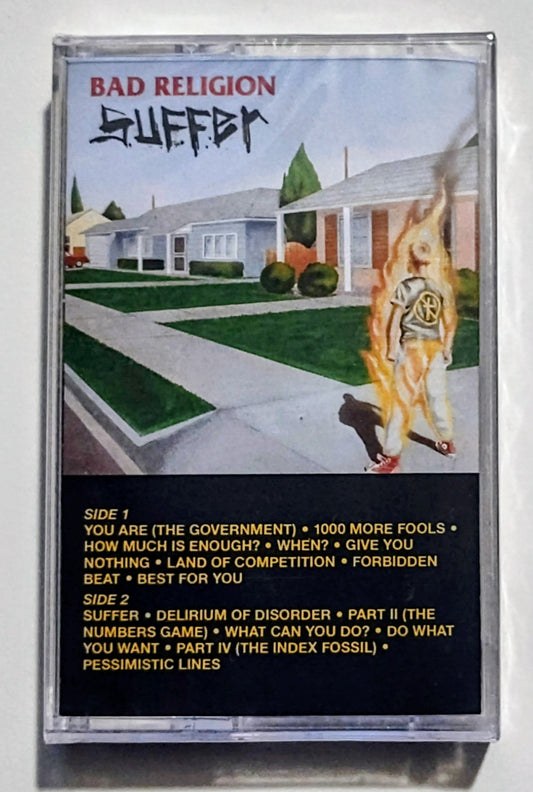 BAD RELIGION
SUFFER
SIDE 1
YOU ARE (THE GOVERNMENT) • 1000 MORE FOOLS •
HOW MUCH IS ENOUGH? • WHEN? • GIVE YOU
NOTHING • LAND OF COMPETITION • FORBIDDEN
BEAT • BEST FOR YOU
SIDE 2
SUFFER • DELIRIUM OF DISORDER • PART II (THE
NUMBERS GAME) • WHAT CAN YOU DO? • DO WHAT
YOU WANT • PART IV (THE INDEX FOSSIL) •
PESSIMISTIC LINES